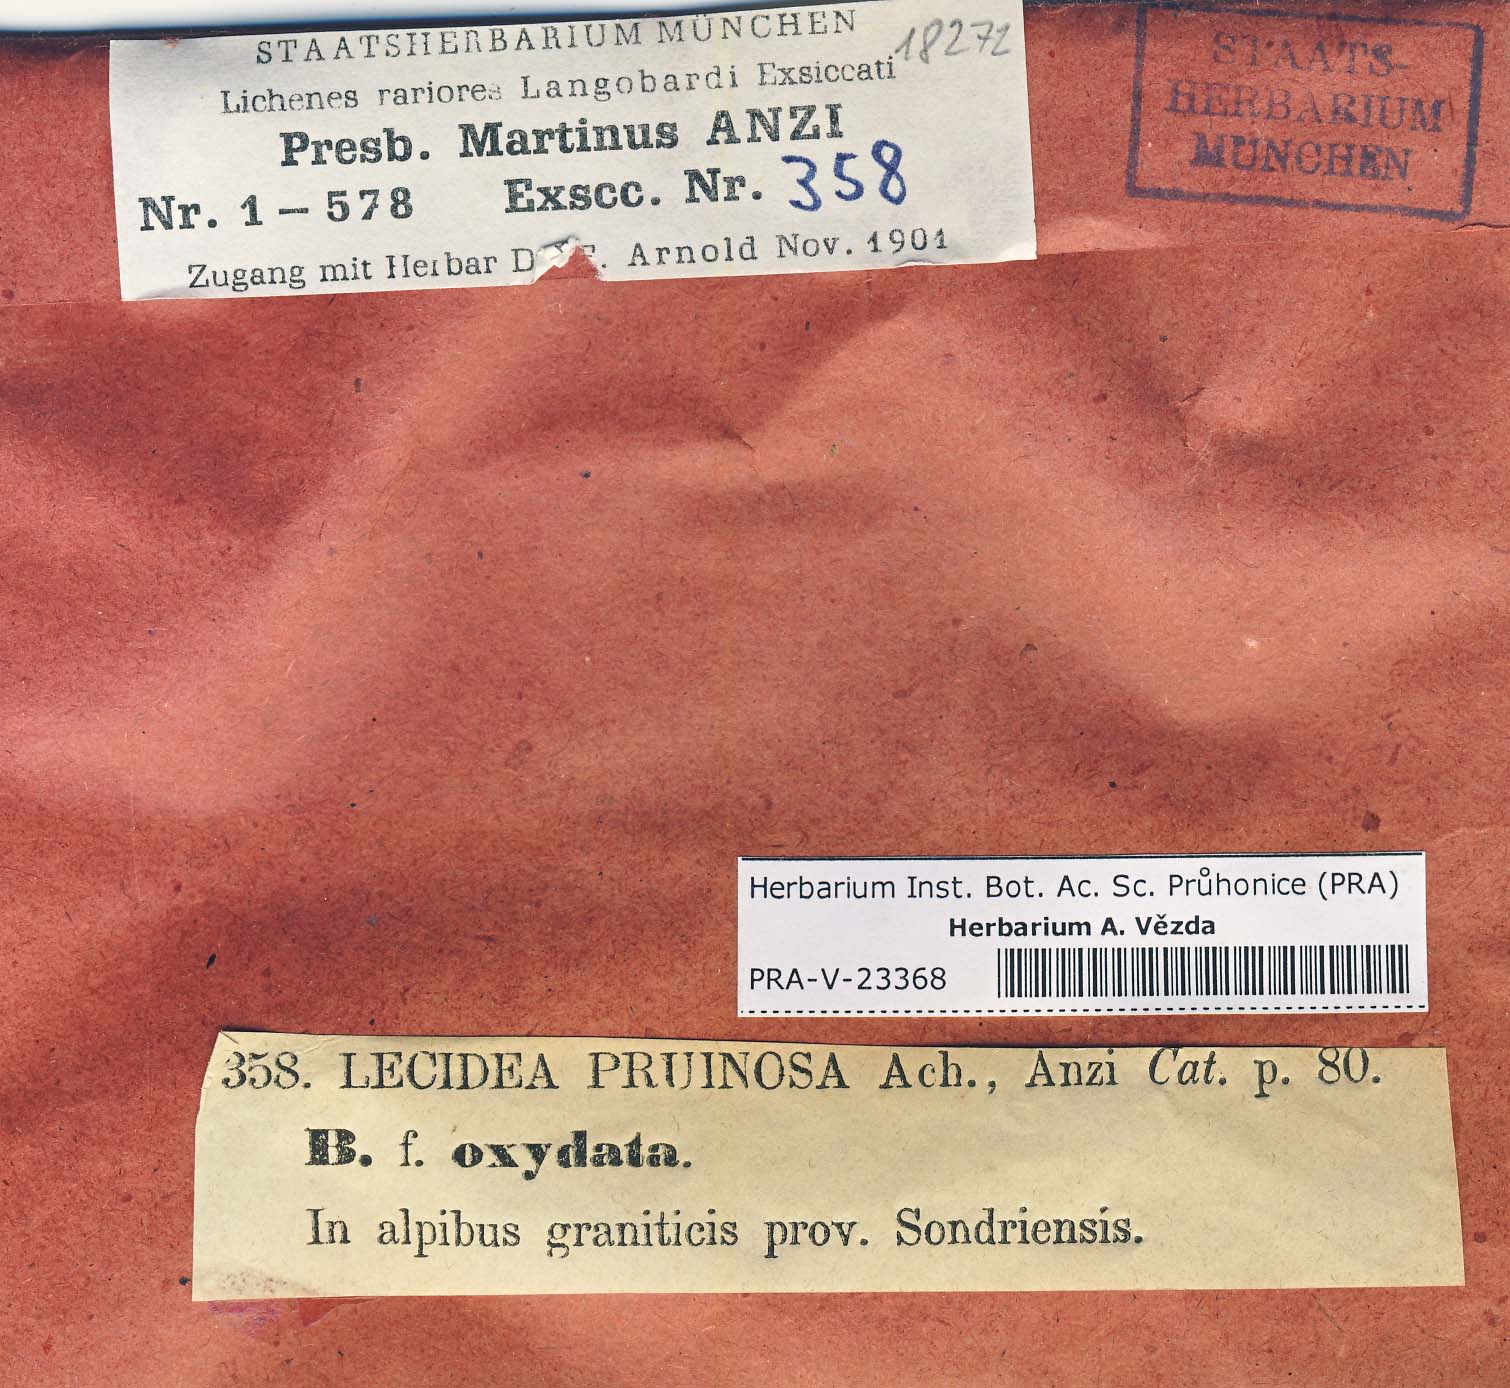 STAATSHERBARIUM MÜNCHEN
18272
Lichenes rariores Langobardi Exsiccati
Presb. Martinus ANZI
Nr. 1 – 578 Exscc. Nr. 358
Zugang mit Herbar D F. Arnold Nov. 1901
STAATS-
HERBARIUM
MÜNCHEN
Herbarium Inst. Bot. Ac. Sc. Průhonice (PRA)
Herbarium A. Vězda
PRA-V-23368
358. LECIDEA PRUINOSA Ach., Anzi Cat. p. 80.
B. f. oxydata.
In alpibus graniticis prov. Sondriensis.